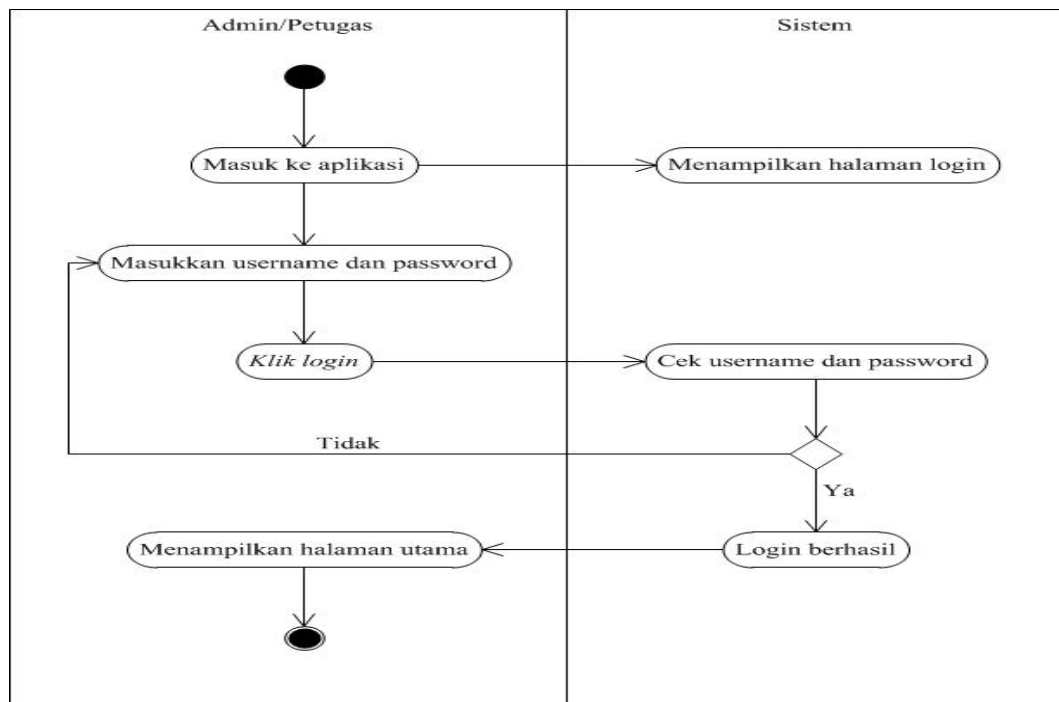 Admin/Petugas
Sistem
Masuk ke aplikasi
Menampilkan halaman login
Masukkan username dan password
Klik login
Cek username dan password
Tidak
Ya
Menampilkan halaman utama
Login berhasil